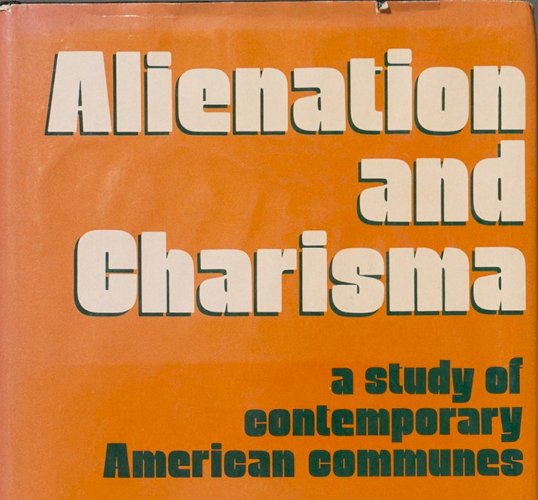 Alienation
and
Charisma
a study of
contemporary
American communes